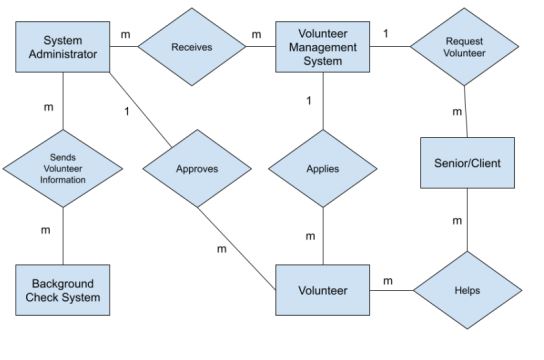 System
Administrator
m
Receives
m
Volunteer
Management
System
1
Request
Volunteer
m
1
1
m
Sends
Volunteer
Information
Approves
Applies
Senior/Client
m
m
m
m
m
Background
Check System
Volunteer
m
Helps